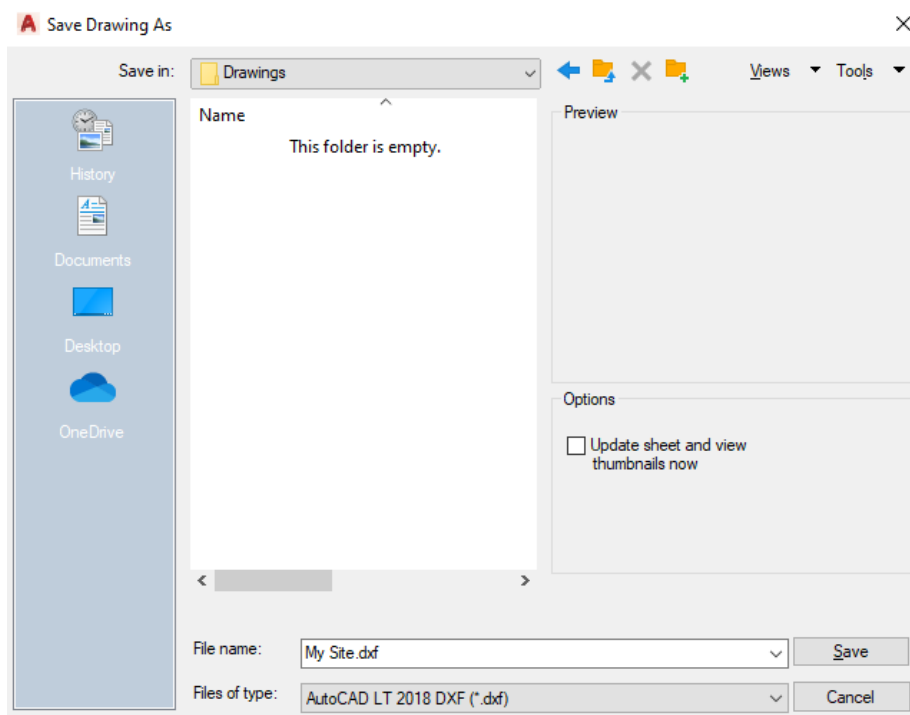 Save Drawing As
Save in:
Drawings
Views
Tools
History
Documents
Desktop
OneDrive
Name
This folder is empty.
Preview
Options
Update sheet and view
thumbnails now
File name:
My Site.dxf
Save
Files of type:
AutoCAD LT 2018 DXF (*.dxf)
Cancel